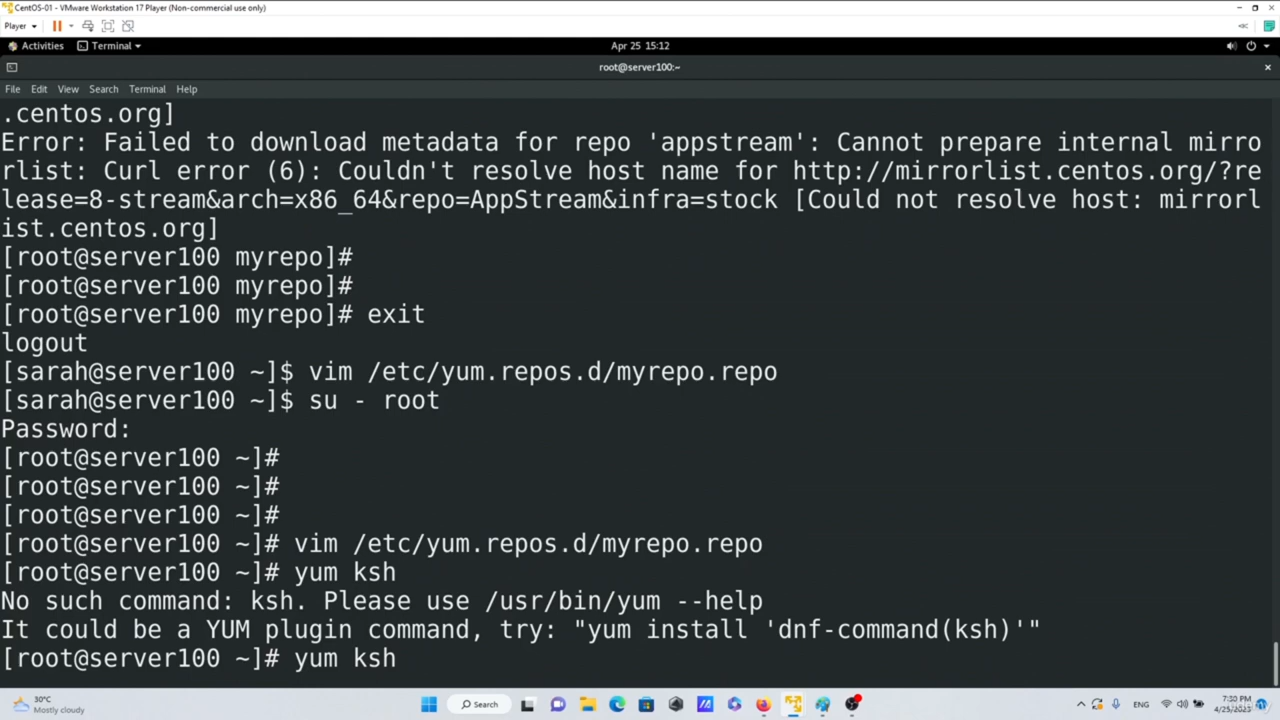 CentOS-01 - VMware Workstation 17 Player (Non-commercial use only)
Player
Activities Terminal Apr 25 15:12
root@server100:~
File Edit View Search Terminal Help
.centos.org]
Error: Failed to download metadata for repo 'appstream': Cannot prepare internal mirro
rlist: Curl error (6): Couldn't resolve host name for http://mirrorlist.centos.org/?re
lease=8-stream&arch=x86_64&repo=AppStream&infra=stock [Could not resolve host: mirrorl
ist.centos.org]
[root@server100 myrepo]#
[root@server100 myrepo]#
[root@server100 myrepo]# exit
logout
[sarah@server100 ~]$ vim /etc/yum.repos.d/myrepo.repo
[sarah@server100 ~]$ su - root
Password:
[root@server100 ~]#
[root@server100 ~]#
[root@server100 ~]#
[root@server100 ~]# vim /etc/yum.repos.d/myrepo.repo
[root@server100 ~]# yum ksh
No such command: ksh. Please use /usr/bin/yum --help
It could be a YUM plugin command, try: "yum install 'dnf-command(ksh)'"
[root@server100 ~]# yum ksh
30°C
Mostly cloudy
Search
ENG
4/25/2023